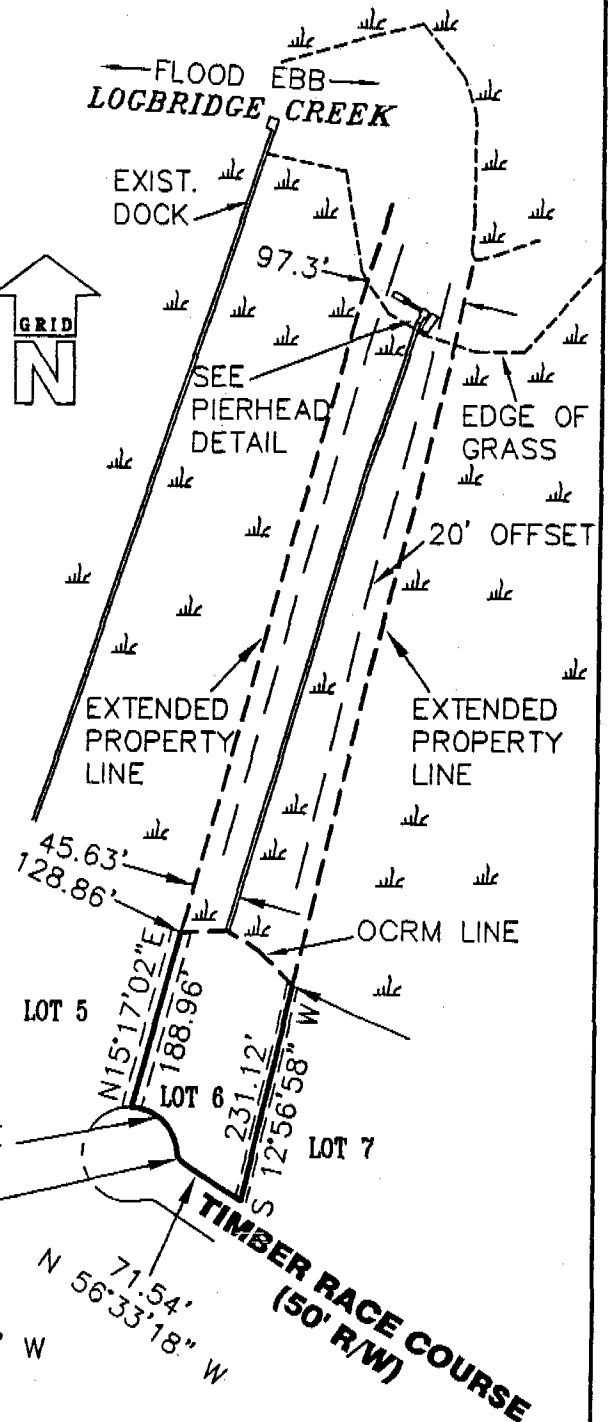 FLOOD EBB
LOGBRIDGE CREEK
EXIST.
DOCK
97.3'
GRID
N
SEE
PIERHEAD
DETAIL
EDGE OF
GRASS
20' OFFSET
EXTENDED
PROPERTY
LINE
EXTENDED
PROPERTY
LINE
45.63'
128.86'
OCRM LINE
LOT 5
N15°17'02"E
188.96'
LOT 6
231.12'
S 12°56'58" W
LOT 7
71.54'
N 56°33'18" W
TIMBER RACE COURSE
(50' R/W)
' W